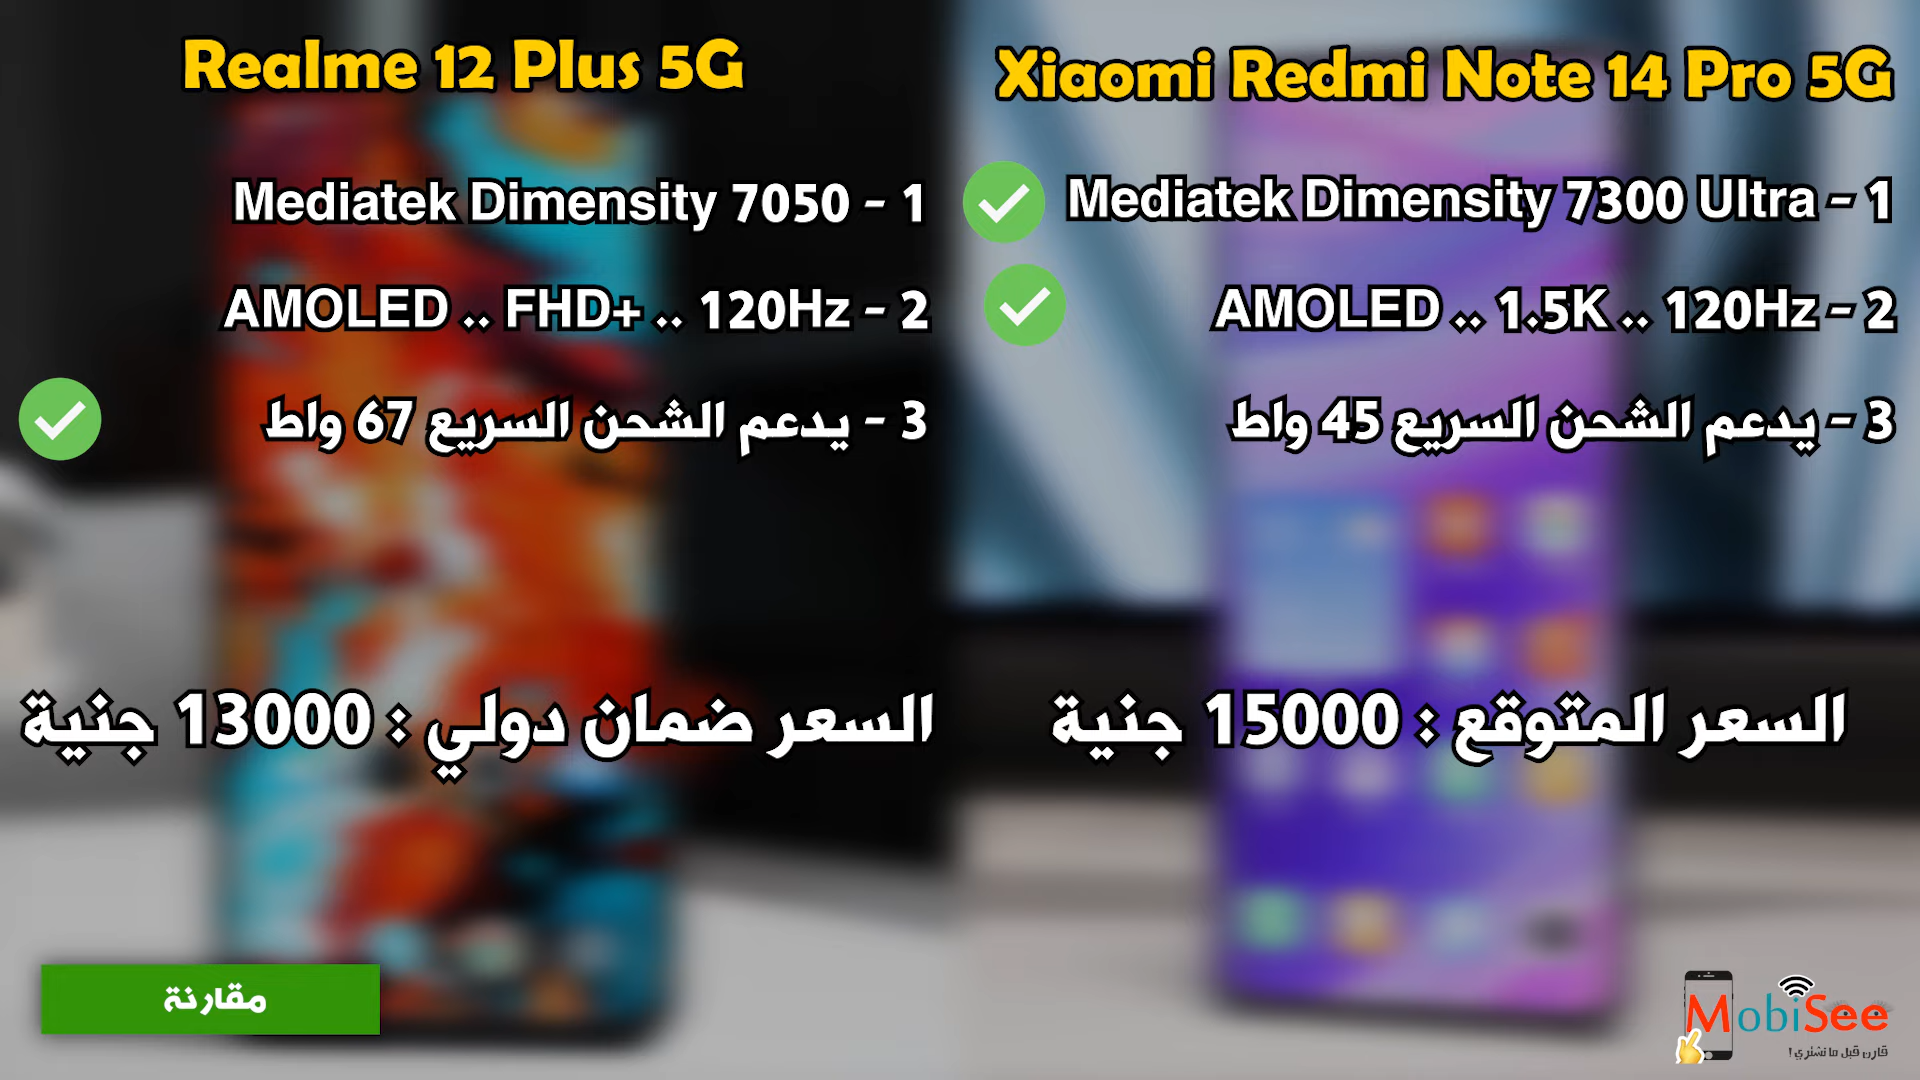 Realme 12 Plus 5G
1 - Mediatek Dimensity 7050
2 - AMOLED .. FHD+ .. 120Hz
3 - يدعم الشحن السريع 67 واط
السعر ضمان دولي : 13000 جنية
Xiaomi Redmi Note 14 Pro 5G
1 - Mediatek Dimensity 7300 Ultra
2 - AMOLED .. 1.5K .. 120Hz
3 - يدعم الشحن السريع 45 واط
السعر المتوقع : 15000 جنية
مقارنة
MobiSee
قارن قبل ما تشتري !